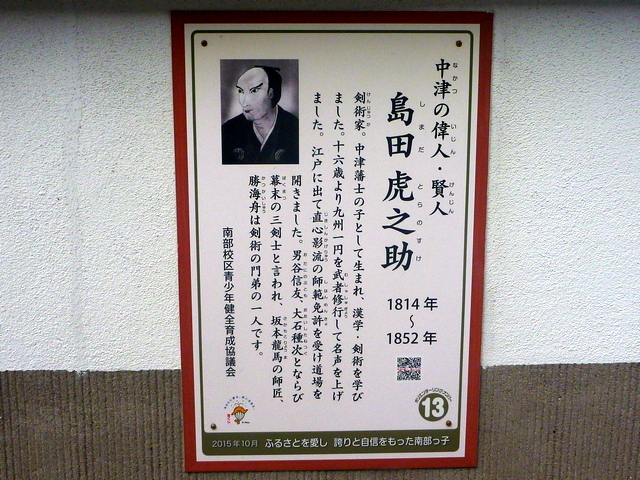 中津の偉人・賢人
島田虎之助
1814年
～
1852年
剣術家。中津藩士の子として生まれ、漢学・剣術を学び
ました。十六歳より九州一円を武者修行して名声を上げ
ました。江戸に出て直心影流の師範免許を受け道場を
開きました。男谷信友、大石種次とならび
幕末の三剣士と言われ、坂本龍馬の師匠、
勝海舟は剣術の門弟の一人です。
南部校区青少年健全育成協議会
13
2015年10月 ふるさとを愛し 誇りと自信をもった南部っ子